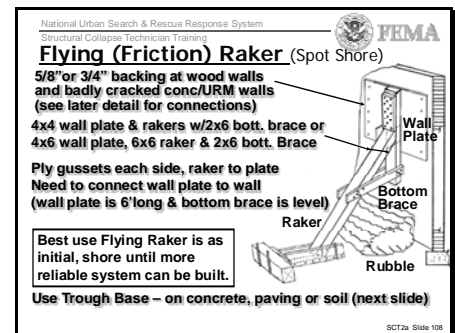 National Urban Search & Rescue Response System
Structural Collapse Technician Training
FEMA
Flying (Friction) Raker (Spot Shore)
5/8"or 3/4" backing at wood walls
and badly cracked conc/URM walls
(see later detail for connections)
4x4 wall plate & rakers w/2x6 bott. brace or
4x6 wall plate, 6x6 raker & 2x6 bott. Brace
Wall
Plate
Ply gussets each side, raker to plate
Need to connect wall plate to wall
(wall plate is 6'long & bottom brace is level)
Bottom
Brace
Raker
Best use Flying Raker is as
initial, shore until more
reliable system can be built.
Rubble
Use Trough Base – on concrete, paving or soil (next slide)
SCT2a Slide 108